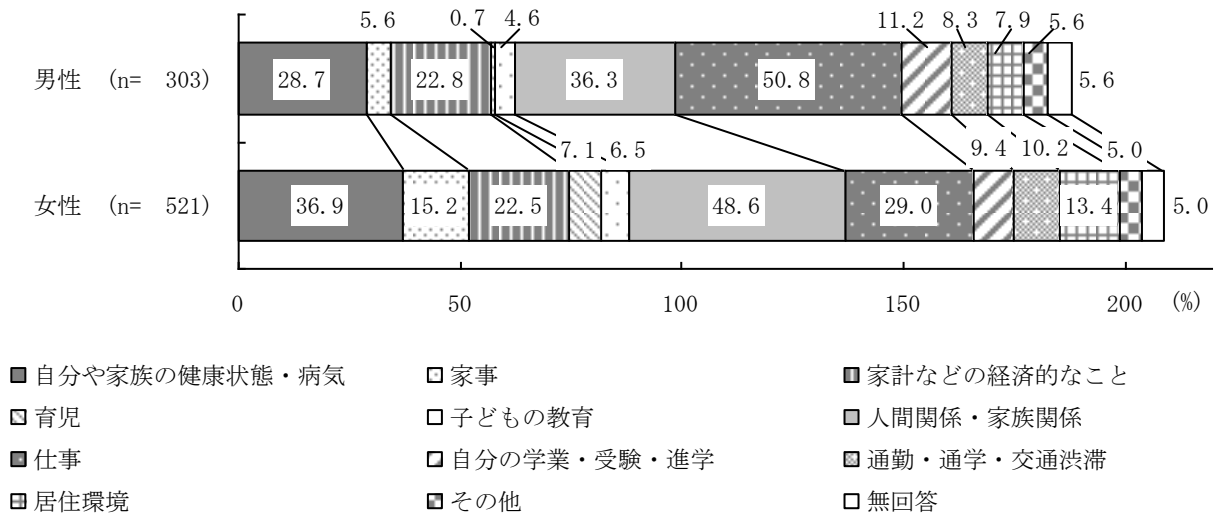 5.6 0.7 4.6 11.2 8.3 7.9 5.6
男性 (n= 303) 28.7 22.8 36.3 50.8 5.6
7.1 6.5 9.4 10.2 5.0
女性 (n= 521) 36.9 15.2 22.5 48.6 29.0 13.4 5.0
0 50 100 150 200 (%)
自分や家族の健康状態・病気 家事 家計などの経済的なこと
育児 子どもの教育 人間関係・家族関係
仕事 自分の学業・受験・進学 通勤・通学・交通渋滞
居住環境 その他 無回答